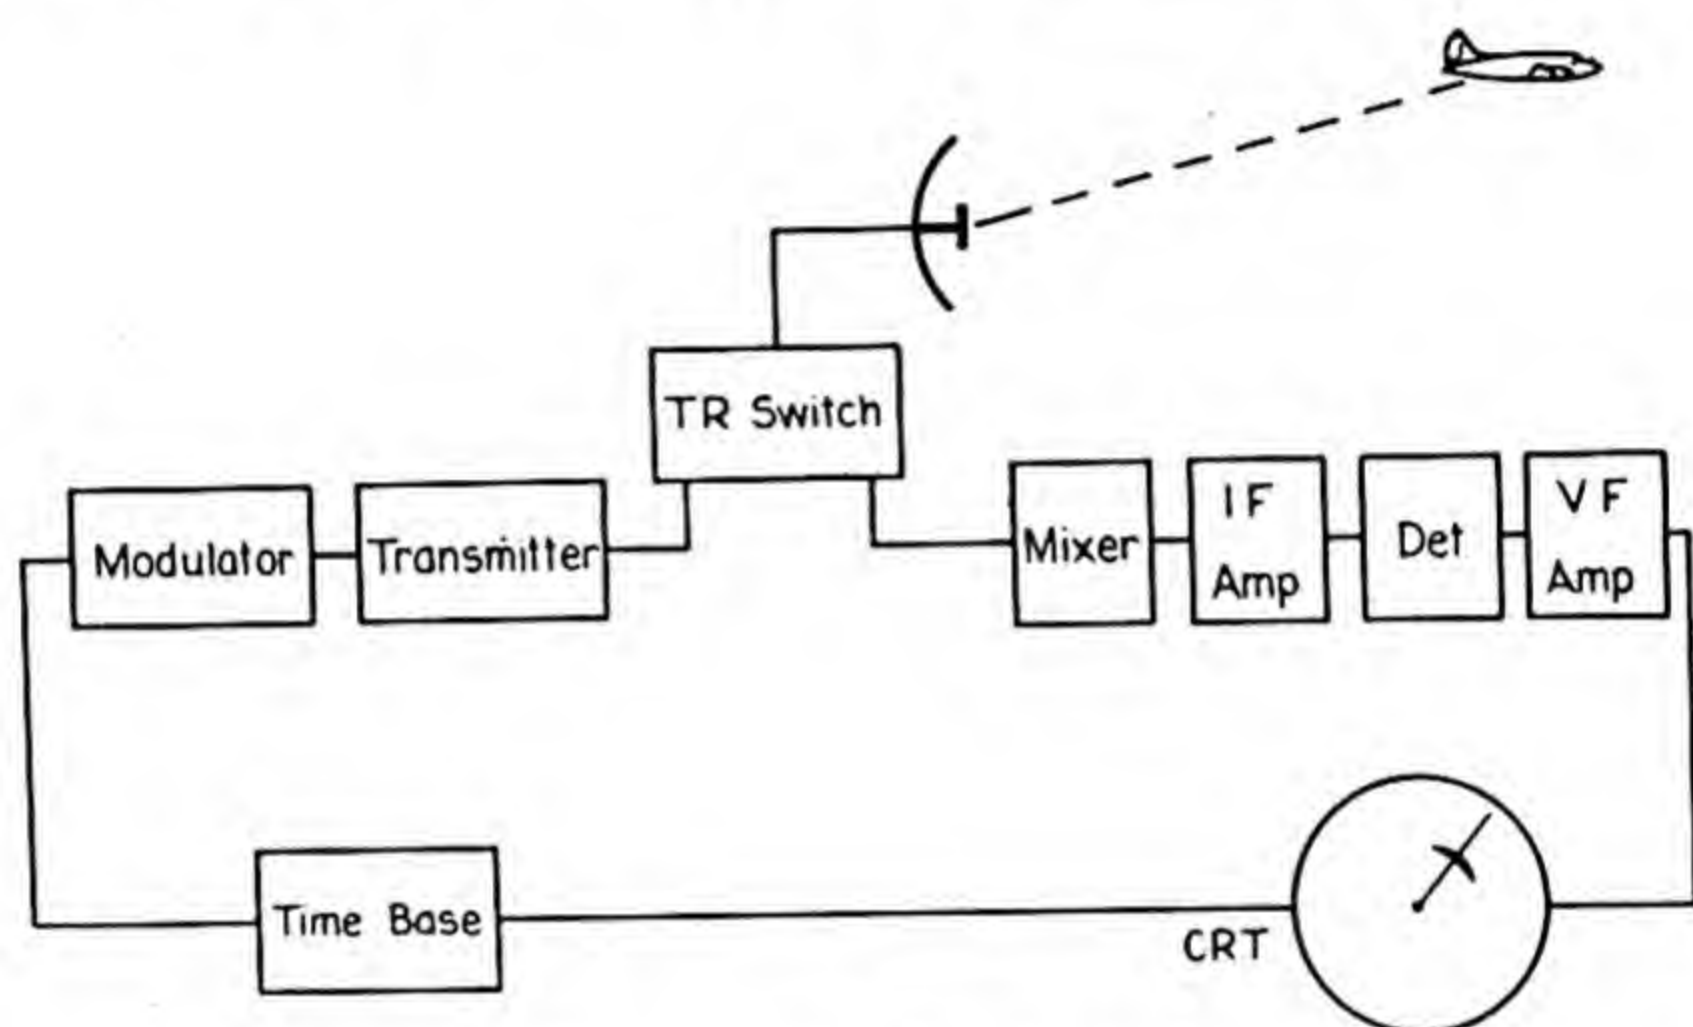 TR Switch
Modulator
Transmitter
Mixer
IF
Amp
Det
VF
Amp
Time Base
CRT